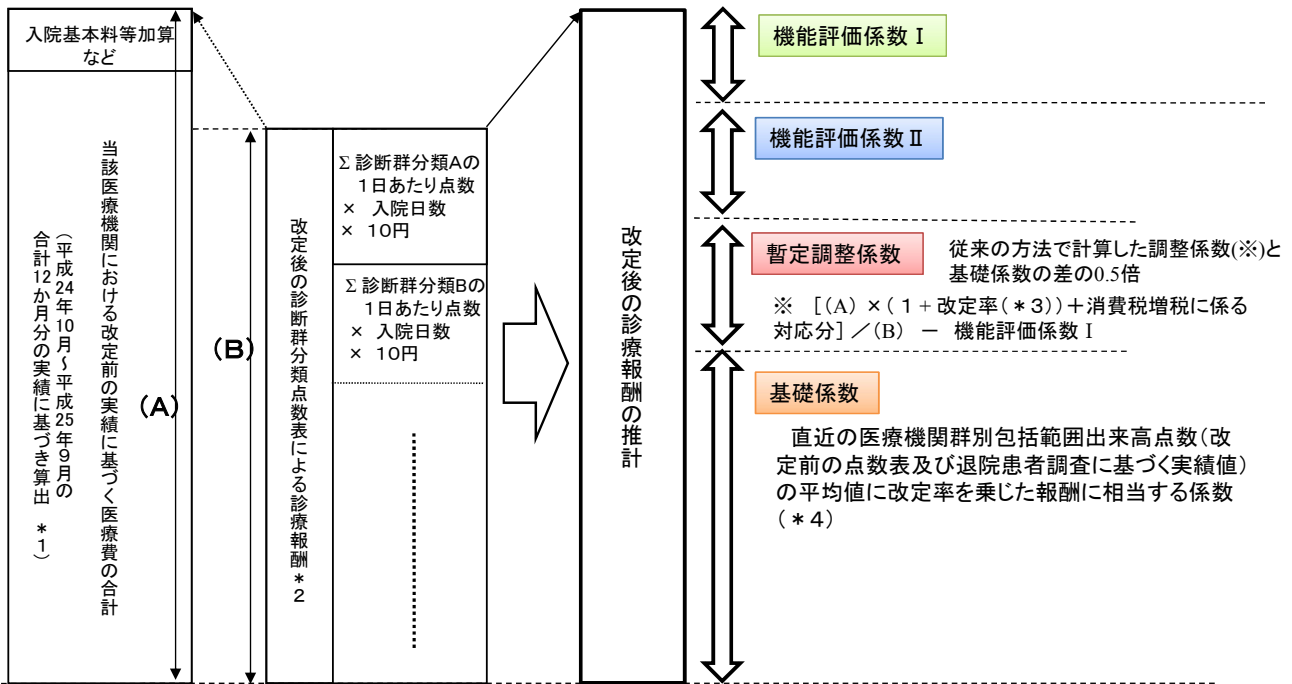 入院基本料等加算
など
当該医療機関における改定前の実績に基づく医療費の合計
(平成24年10月～平成25年9月の
合計12か月分の実績に基づき算出 *1)
(A)
(B)
改定後の診断群分類点数表による診療報酬*2
Σ 診断群分類Aの
1日あたり点数
× 入院日数
× 10円
Σ 診断群分類Bの
1日あたり点数
× 入院日数
× 10円
改定後の診療報酬の推計
機能評価係数Ⅰ
機能評価係数Ⅱ
暫定調整係数
従来の方法で計算した調整係数(※)と
基礎係数の差の0.5倍
※ [(A) ×(1+改定率(*3))+消費税増税に係る
対応分] /(B) － 機能評価係数Ⅰ
基礎係数
直近の医療機関群別包括範囲出来高点数(改
定前の点数表及び退院患者調査に基づく実績値)
の平均値に改定率を乗じた報酬に相当する係数
(*4)